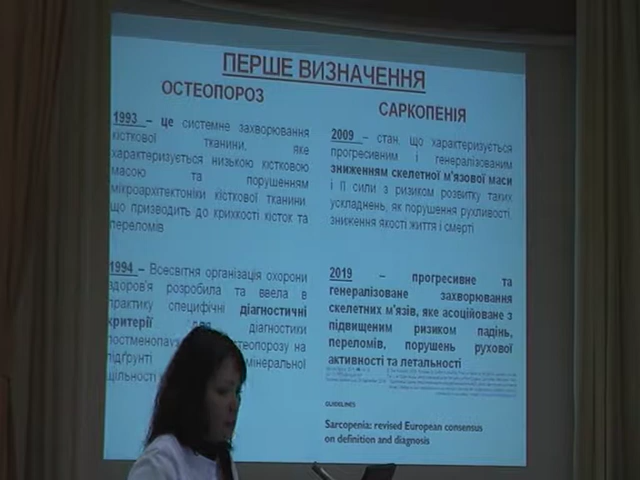 ПЕРШЕ ВИЗНАЧЕННЯ
ОСТЕОПОРОЗ
1993 – це системне захворювання
кісткової тканини, яке
характеризується низькою кістковою
масою та порушенням
мікроархітектоніки кісткової тканини
що призводить до крихкості кісток та
переломів
1994 – Всесвітня організація охорони
здоров'я розробила та ввела в
практику специфічні діагностичні
критерії для діагностики
підґрунті мінеральної
щільності
САРКОПЕНІЯ
2009 – стан, що характеризується
прогресивним і генералізованим
зниженням скелетної м'язової маси
і її сили з ризиком розвитку таких
ускладнень, як порушення рухливості,
зниження якості життя і смерті
2019 – прогресивне та
генералізоване захворювання
скелетних м'язів, яке асоційоване з
підвищеним ризиком падінь,
переломів, порушень рухової
активності та летальності
GUIDELINES
Sarcopenia: revised European consensus
on definition and diagnosis